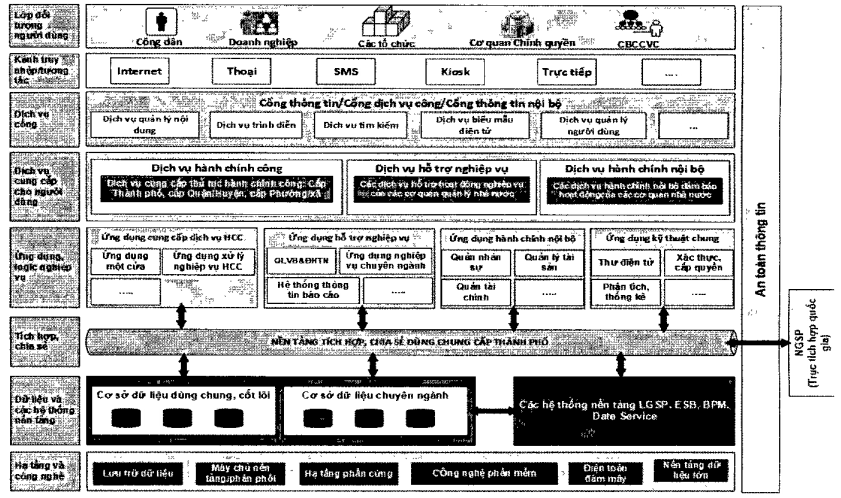 Lớp đối
tượng
người dùng
Công dân
Doanh nghiệp
Các tổ chức
Cơ quan Chính quyền
CBCCVC
Kênh truy
nhập/tương
tác
Internet
Thoại
SMS
Kiosk
Trực tiếp
.....
Dịch vụ
cổng
Cổng thông tin/Cổng dịch vụ công/Cổng thông tin nội bộ
Dịch vụ quản lý nội
dung
Dịch vụ trình diễn
Dịch vụ tìm kiếm
Dịch vụ biểu mẫu
điện tử
Dịch vụ quản lý
người dùng
....
Dịch vụ
cung cấp
cho người
dùng
Dịch vụ hành chính công
Dịch vụ cung cấp thủ tục hành chính công: Cấp
Thành phố, cấp Quận/Huyện, cấp Phường/xã
Dịch vụ hỗ trợ nghiệp vụ
Các dịch vụ hỗ trợ hoạt động nghiệp vụ
của các cơ quan quản lý nhà nước
Dịch vụ hành chính nội bộ
Các dịch vụ hành chính nội bộ đảm bảo
hoạt động của các cơ quan nhà nước
Ứng dụng,
logic nghiệp
vụ
Ứng dụng cung cấp dịch vụ HCC
Ứng dụng
một cửa
Ứng dụng xử lý
nghiệp vụ HCC
.....
Ứng dụng hỗ trợ nghiệp vụ
QLVB&ĐHTN
Ứng dụng nghiệp
vụ chuyên ngành
Hệ thống thông
tin báo cáo
.....
Ứng dụng hành chính nội bộ
Quản nhân
sự
Quản lý tài
sản
Quản tài
chính
.....
Ứng dụng kỹ thuật chung
Thư điện tử
Xác thực,
cấp quyền
Phân tích,
thống kê
.....
Tích hợp,
chia sẻ
NỀN TẢNG TÍCH HỢP, CHIA SẺ DÙNG CHUNG CẤP THÀNH PHỐ
Dữ liệu và
các hệ thống
nền tảng
Cơ sở dữ liệu dùng chung, cốt lõi
Cơ sở dữ liệu chuyên ngành
Các hệ thống nền tảng LGSP, ESB, BPM,
Date Service
Hạ tầng và
công nghệ
Lưu trữ dữ liệu
Máy chủ nền
tảng/phân phối
Hạ tầng phần cứng
Công nghệ phần mềm
Điện toán
đám mây
Nền tảng dữ
liệu lớn
An toàn thông tin
NGSP
(Trục tích hợp quốc
gia)